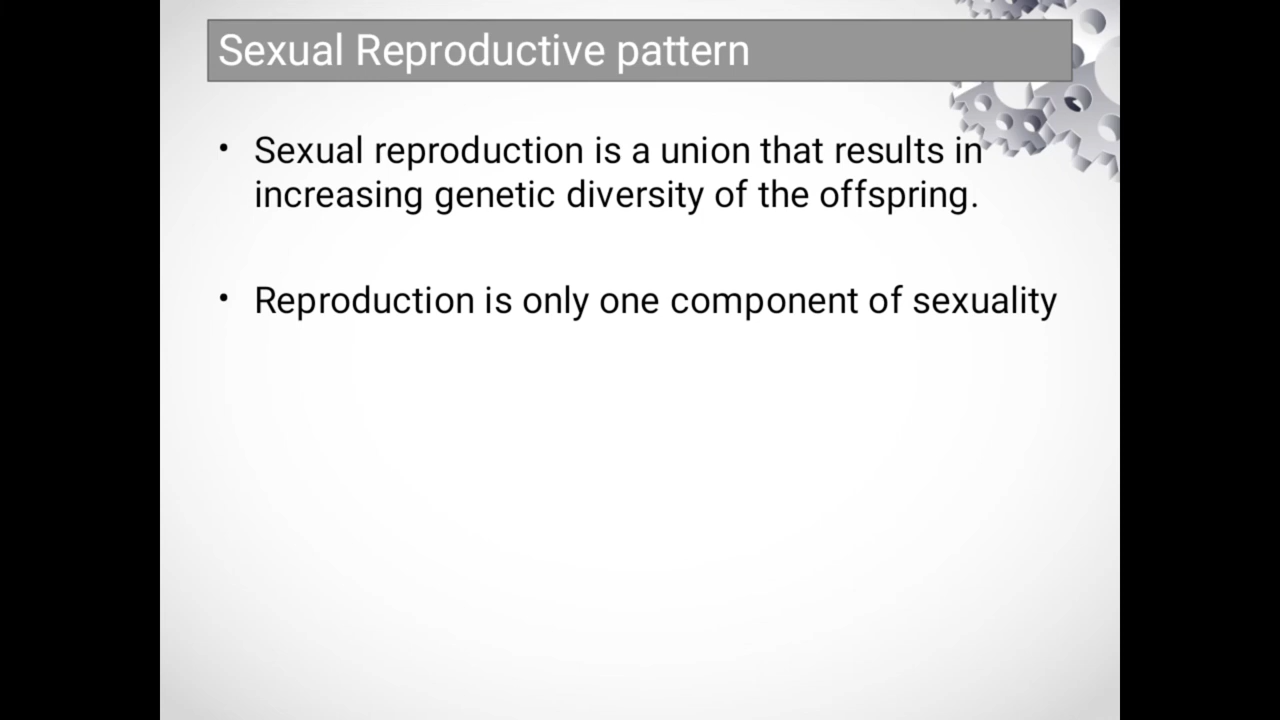 Sexual Reproductive pattern
• Sexual reproduction is a union that results in
increasing genetic diversity of the offspring.
• Reproduction is only one component of sexuality